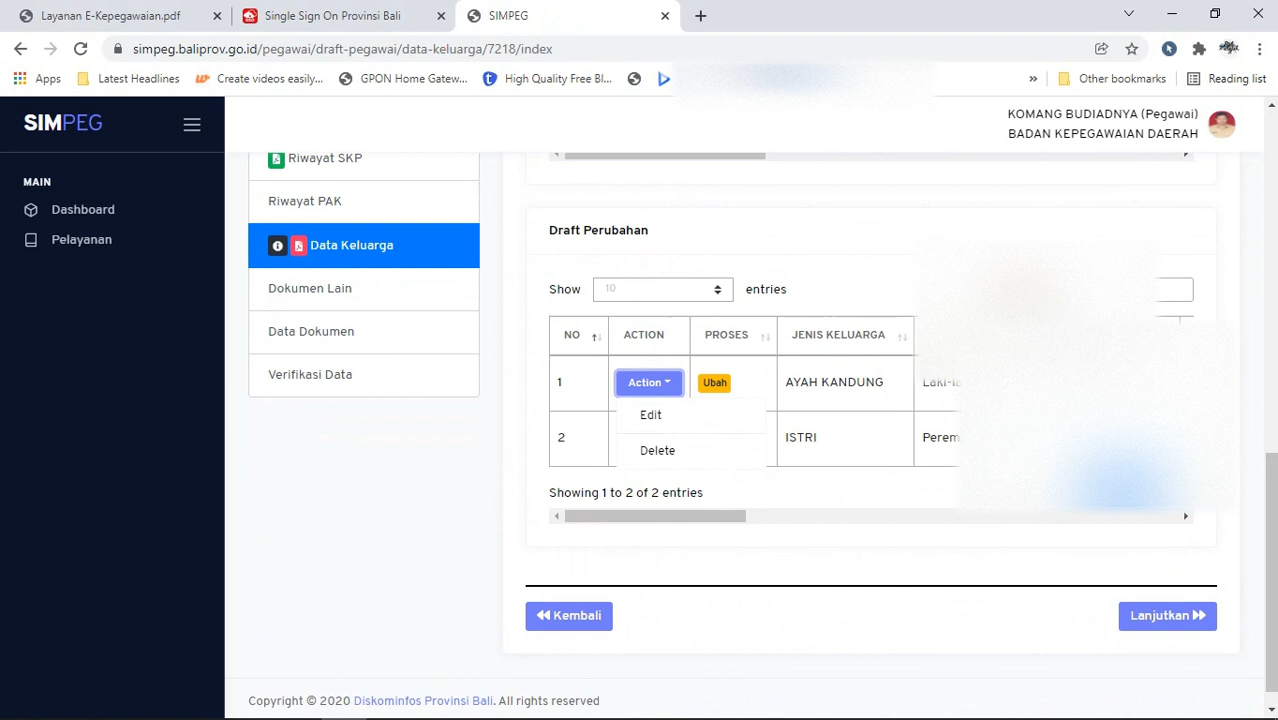 Layanan E-Kepegawaian.pdf
Single Sign On Provinsi Bali
SIMPEG
simpeg.baliprov.go.id/pegawai/draft-pegawai/data-keluarga/7218/index
Apps
Latest Headlines
Create videos easily...
GPON Home Gatew...
High Quality Free Bl...
Other bookmarks
Reading list
SIMPEG
KOMANG BUDIADNYA (Pegawai)
BADAN KEPEGAWAIAN DAERAH
MAIN
Dashboard
Pelayanan
Riwayat SKP
Riwayat PAK
Data Keluarga
Dokumen Lain
Data Dokumen
Verifikasi Data
Draft Perubahan
Show 10 entries
NO ACTION PROSES JENIS KELUARGA
1 Action Ubah AYAH KANDUNG
Edit
2 ISTRI Perem
Delete
Showing 1 to 2 of 2 entries
Kembali
Lanjutkan
Copyright © 2020 Diskominfos Provinsi Bali. All rights reserved